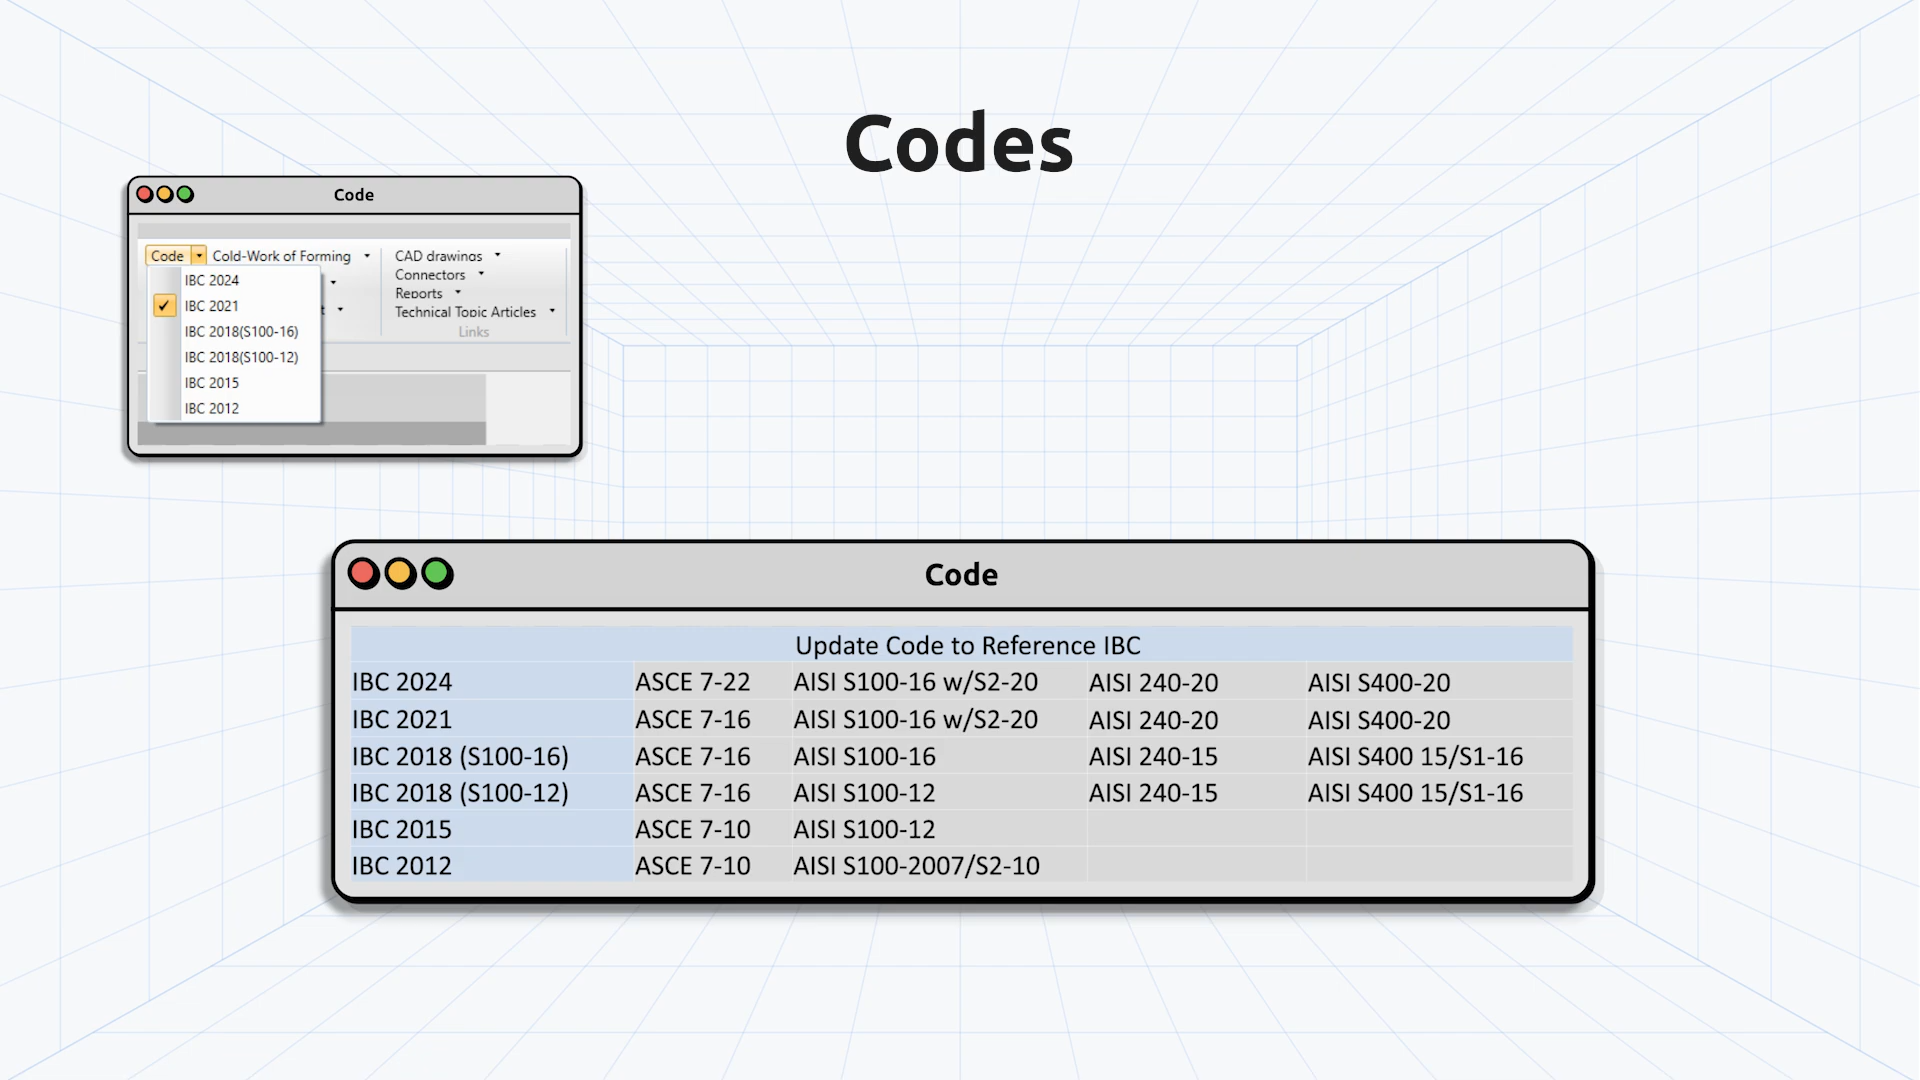 Codes
Code
Code Cold-Work of Forming
IBC 2024
IBC 2021
IBC 2018(S100-16)
IBC 2018(S100-12)
IBC 2015
IBC 2012
t
CAD drawings
Connectors
Reports
Technical Topic Articles
Links
Code
Update Code to Reference IBC
IBC 2024 ASCE 7-22 AISI S100-16 w/S2-20 AISI 240-20 AISI S400-20
IBC 2021 ASCE 7-16 AISI S100-16 w/S2-20 AISI 240-20 AISI S400-20
IBC 2018 (S100-16) ASCE 7-16 AISI S100-16 AISI 240-15 AISI S400 15/S1-16
IBC 2018 (S100-12) ASCE 7-16 AISI S100-12 AISI 240-15 AISI S400 15/S1-16
IBC 2015 ASCE 7-10 AISI S100-12
IBC 2012 ASCE 7-10 AISI S100-2007/S2-10